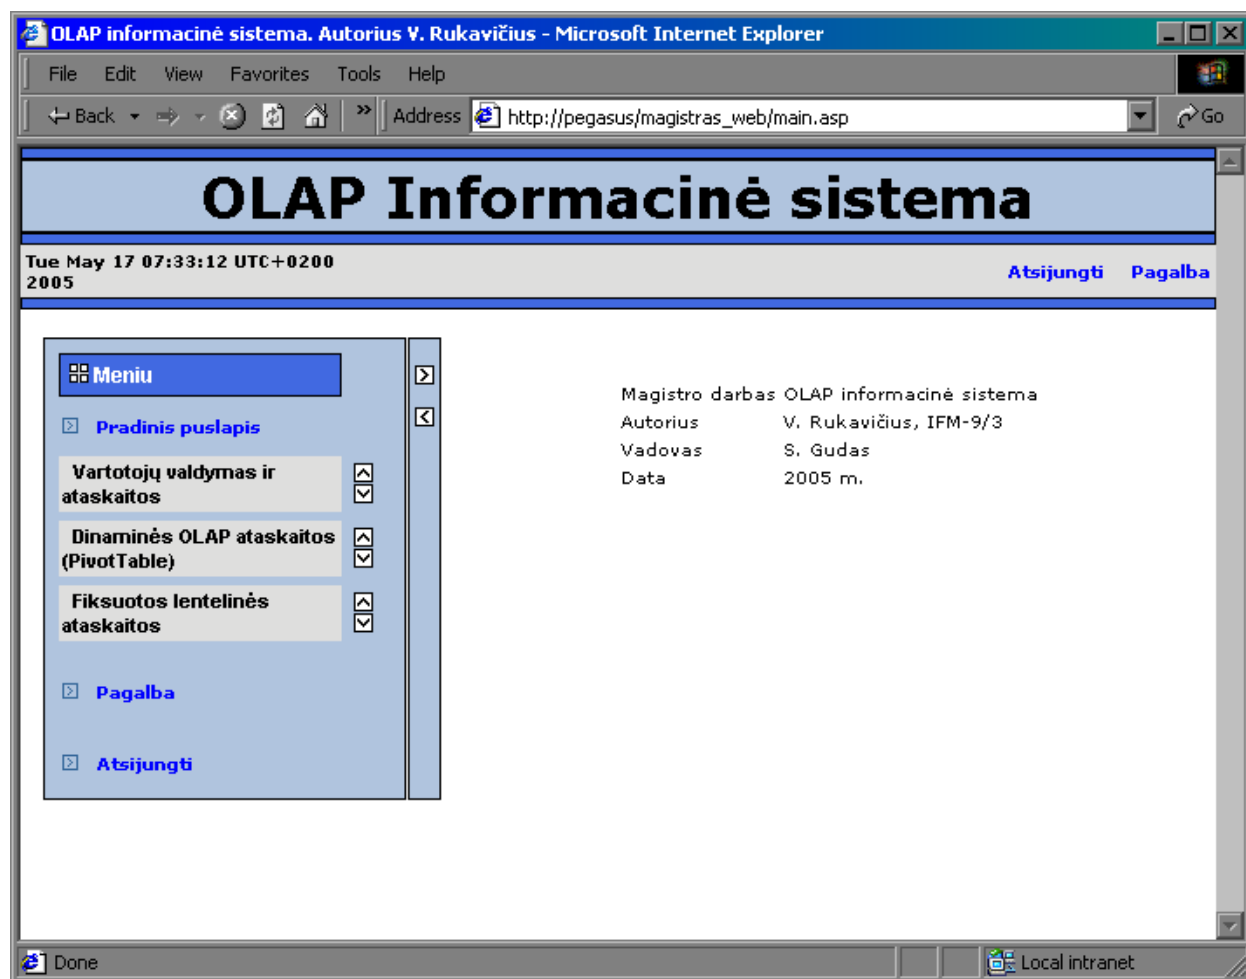 OLAP informacinė sistema. Autorius V. Rukavičius - Microsoft Internet Explorer
File Edit View Favorites Tools Help
Back » Address http://pegasus/magistras_web/main.asp Go
OLAP Informacinė sistema
Tue May 17 07:33:12 UTC+0200
2005
Atsijungti Pagalba
Meniu
Pradinis puslapis
Vartotojų valdymas ir
ataskaitos
Dinaminės OLAP ataskaitos
(PivotTable)
Fiksuotos lentelinės
ataskaitos
Pagalba
Atsijungti
Magistro darbas OLAP informacinė sistema
Autorius V. Rukavičius, IFM-9/3
Vadovas S. Gudas
Data 2005 m.
Done Local intranet